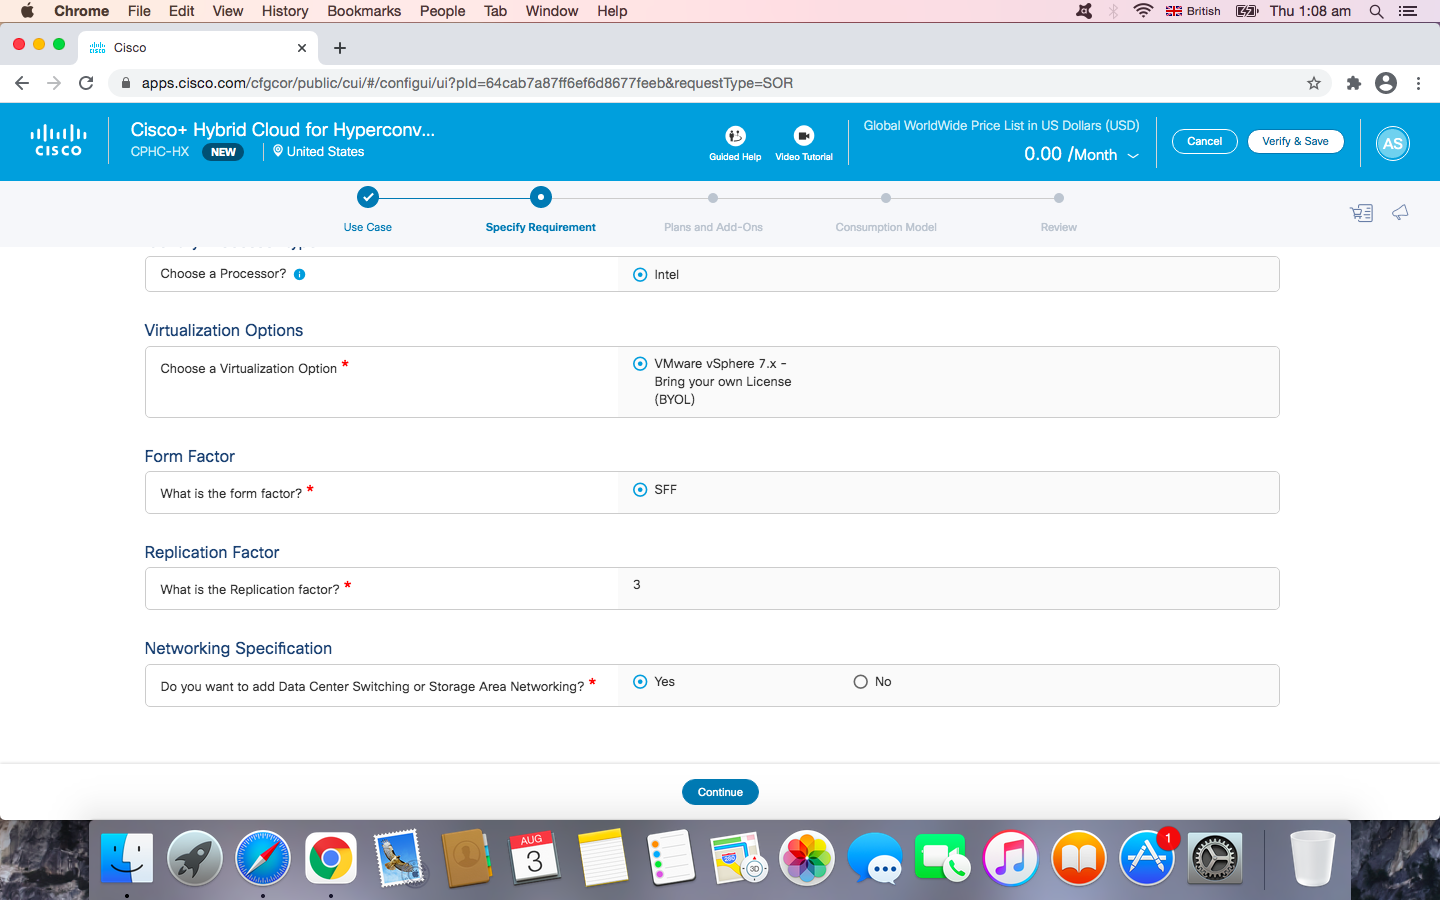 Chrome File Edit View History Bookmarks People Tab Window Help British Thu 1:08 am
Cisco
apps.cisco.com/cfgcor/public/cui/#/configui/ui?pId=64cab7a87ff6ef6d8677feeb&requestType=SOR
CISCO
Cisco+ Hybrid Cloud for Hyperconv...
CPHC-HX NEW United States
Guided Help
Video Tutorial
Global WorldWide Price List in US Dollars (USD)
0.00 /Month
Cancel
Verify & Save
AS
Use Case
Specify Requirement
Plans and Add-Ons
Consumption Model
Review
Choose a Processor?
Intel
Virtualization Options
Choose a Virtualization Option *
VMware vSphere 7.x -
Bring your own License
(BYOL)
Form Factor
What is the form factor? *
SFF
Replication Factor
What is the Replication factor? *
3
Networking Specification
Do you want to add Data Center Switching or Storage Area Networking? *
Yes
No
Continue
AUG
3
280
3D
1